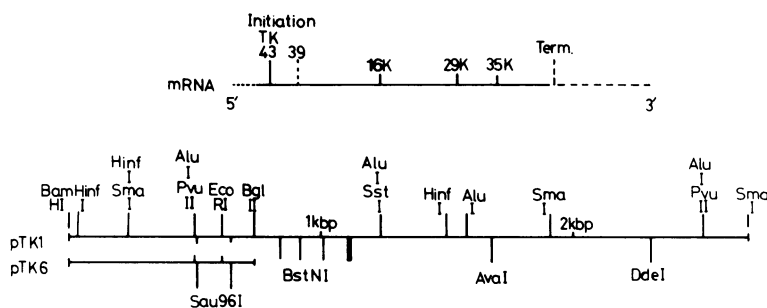 Initiation
TK
43 39 16K 29K 35K Term.
mRNA
5′ 3′
Hinf I Sma I
Alu I Pvu II
Alu I Sst I
Alu I Pvu II
Bam HI Hinf I Eco RI Bgl II Hinf I Alu I Sma I Sma I
1kbp 2kbp
pTK1
BstNI AvaI DdeI
pTK6
Sau96I